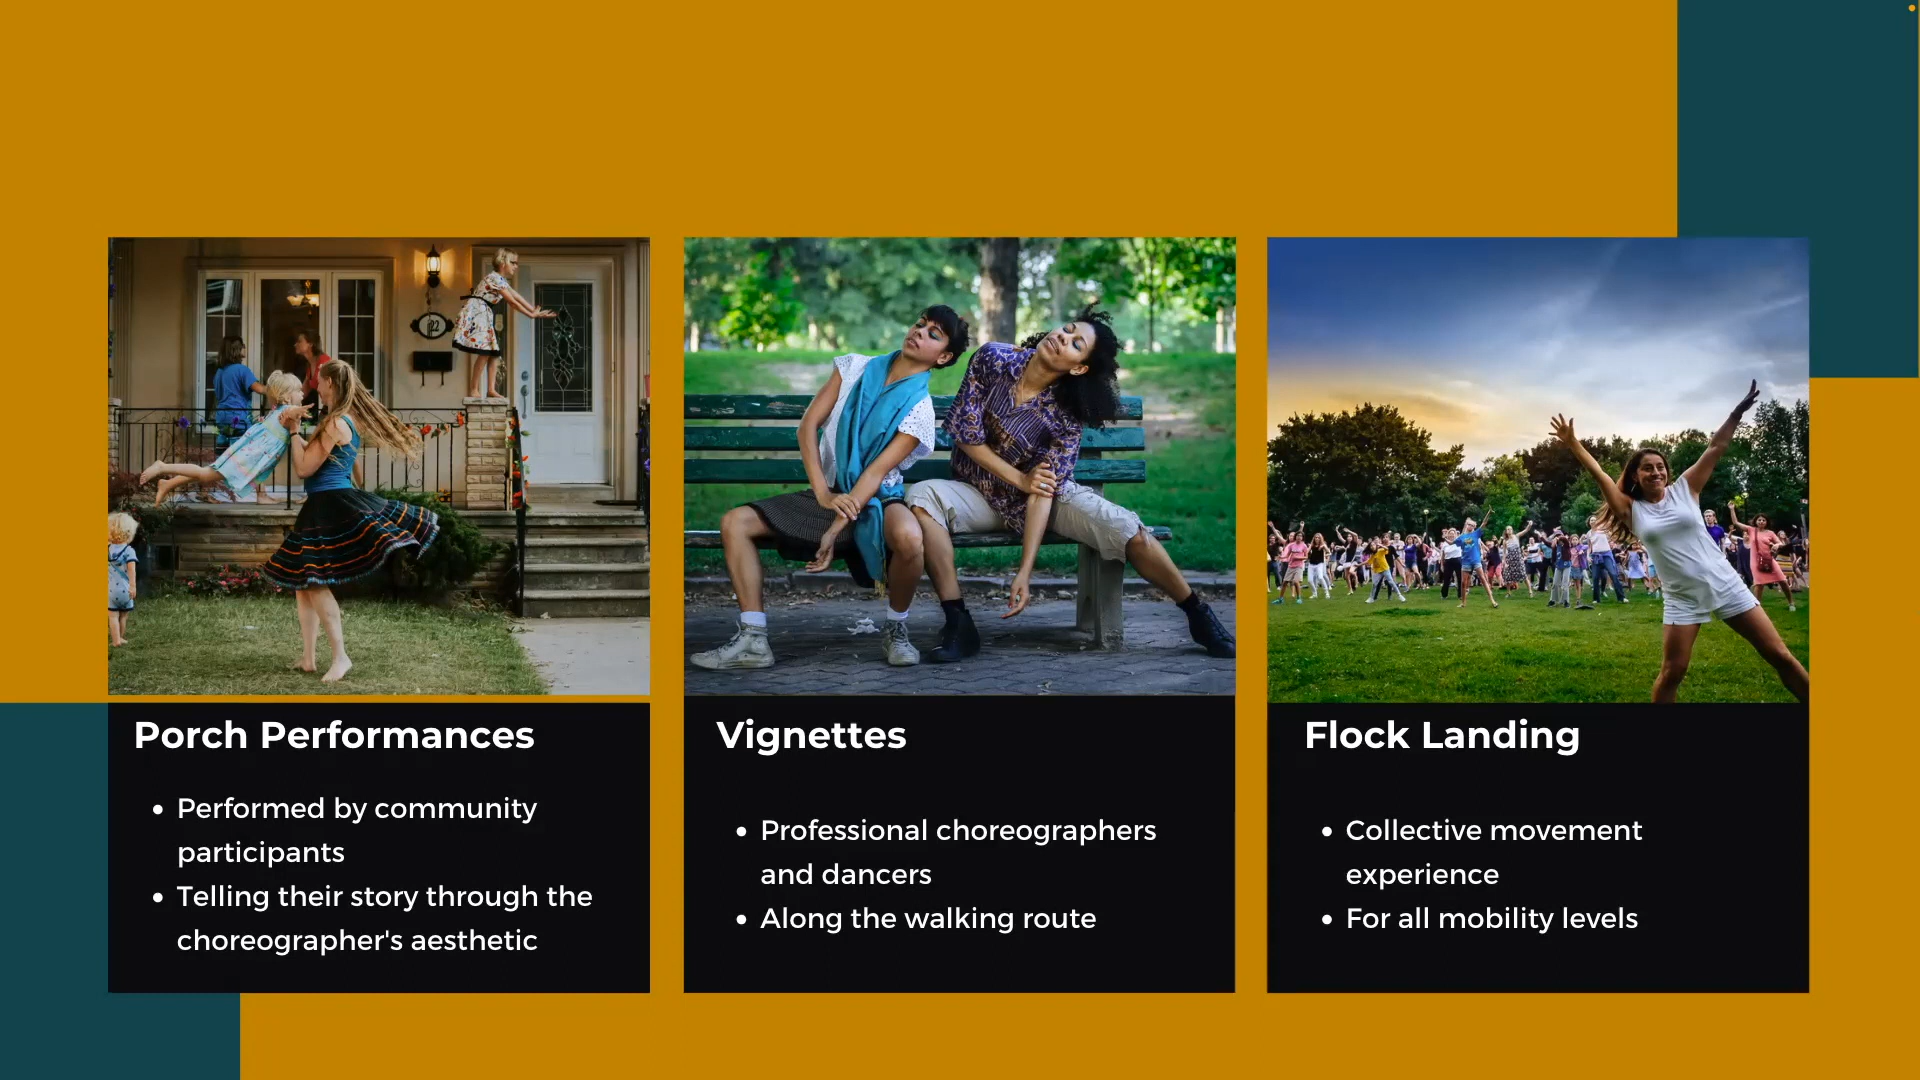 Porch Performances
Performed by community
participants
Telling their story through the
choreographer's aesthetic
Vignettes
Professional choreographers
and dancers
Along the walking route
Flock Landing
Collective movement
experience
For all mobility levels